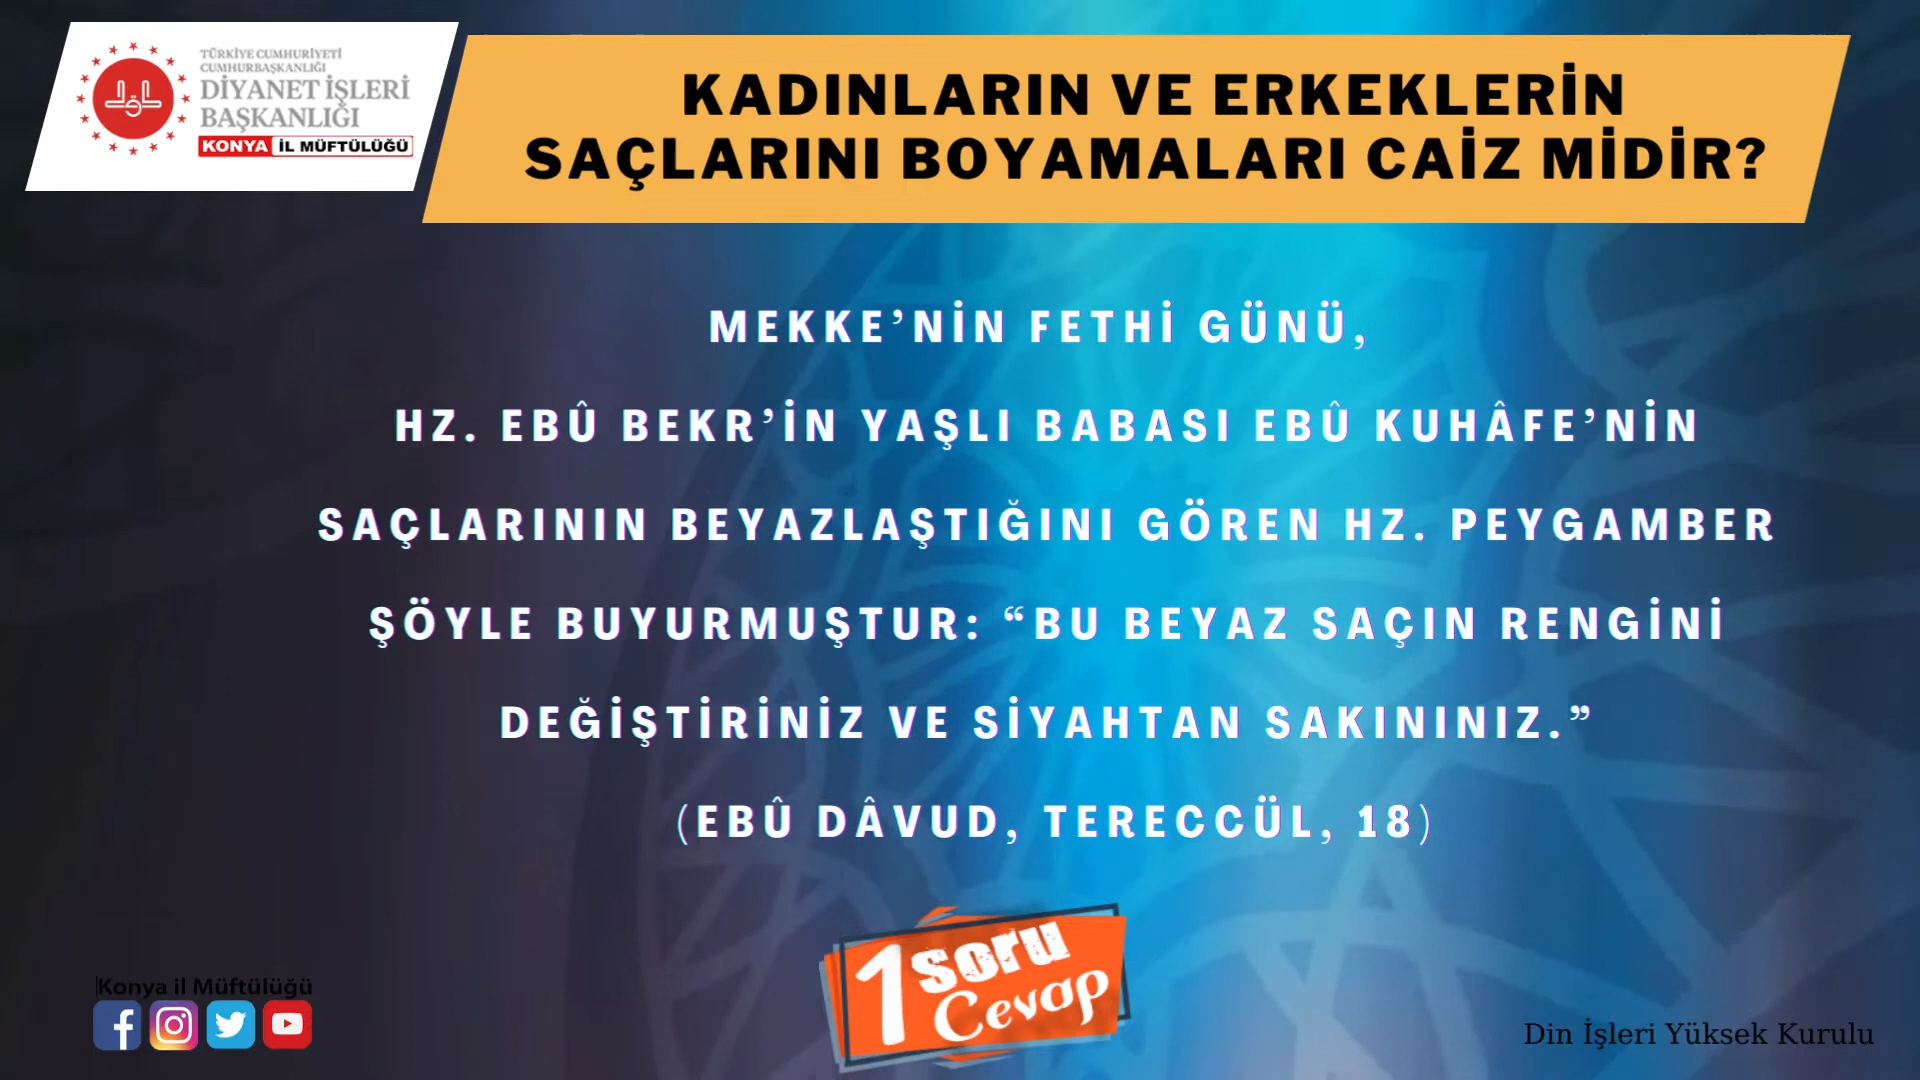 TÜRKİYE CUMHURİYETİ
CUMHURBAŞKANLIĞI
DİYANET İŞLERİ
BAŞKANLIĞI
KONYA İL MÜFTÜLÜĞÜ
KADINLARIN VE ERKEKLERİN
SAÇLARINI BOYAMALARI CAİZ MİDİR?
MEKKE’NİN FETHİ GÜNÜ,
HZ. EBÛ BEKR’İN YAŞLI BABASI EBÛ KUHÂFE’NİN
SAÇLARININ BEYAZLAŞTIĞINI GÖREN HZ. PEYGAMBER
ŞÖYLE BUYURMUŞTUR: “BU BEYAZ SAÇIN RENGİNİ
DEĞİŞTİRİNİZ VE SİYAHTAN SAKININIZ.”
(EBÛ DÂVUD, TERECCÜL, 18)
1 soru
Cevap
Konya il Müftülüğü
Din İşleri Yüksek Kurulu